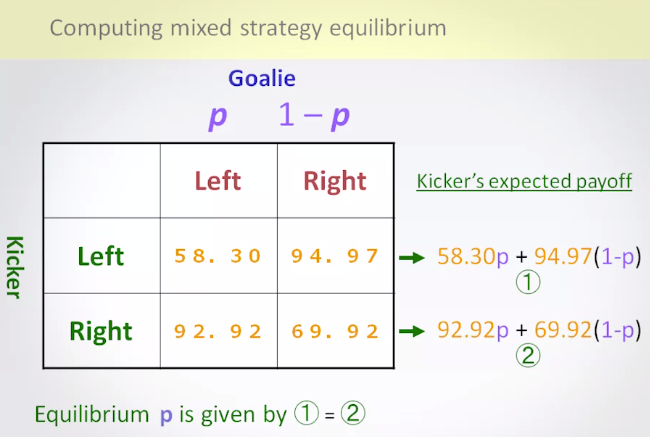 Computing mixed strategy equilibrium
Goalie
p 1 – p
Left Right Kicker's expected payoff
Kicker
Left 58.30 94.97 → 58.30p + 94.97(1-p)
①
Right 92.92 69.92 → 92.92p + 69.92(1-p)
②
Equilibrium p is given by ① = ②